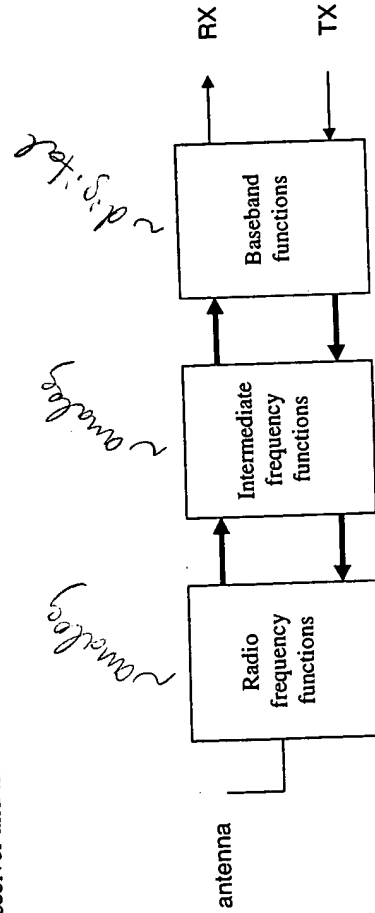 ~ analog
~ analog
~ digital
antenna
Radio
frequency
functions
Intermediate
frequency
functions
Baseband
functions
RX
TX